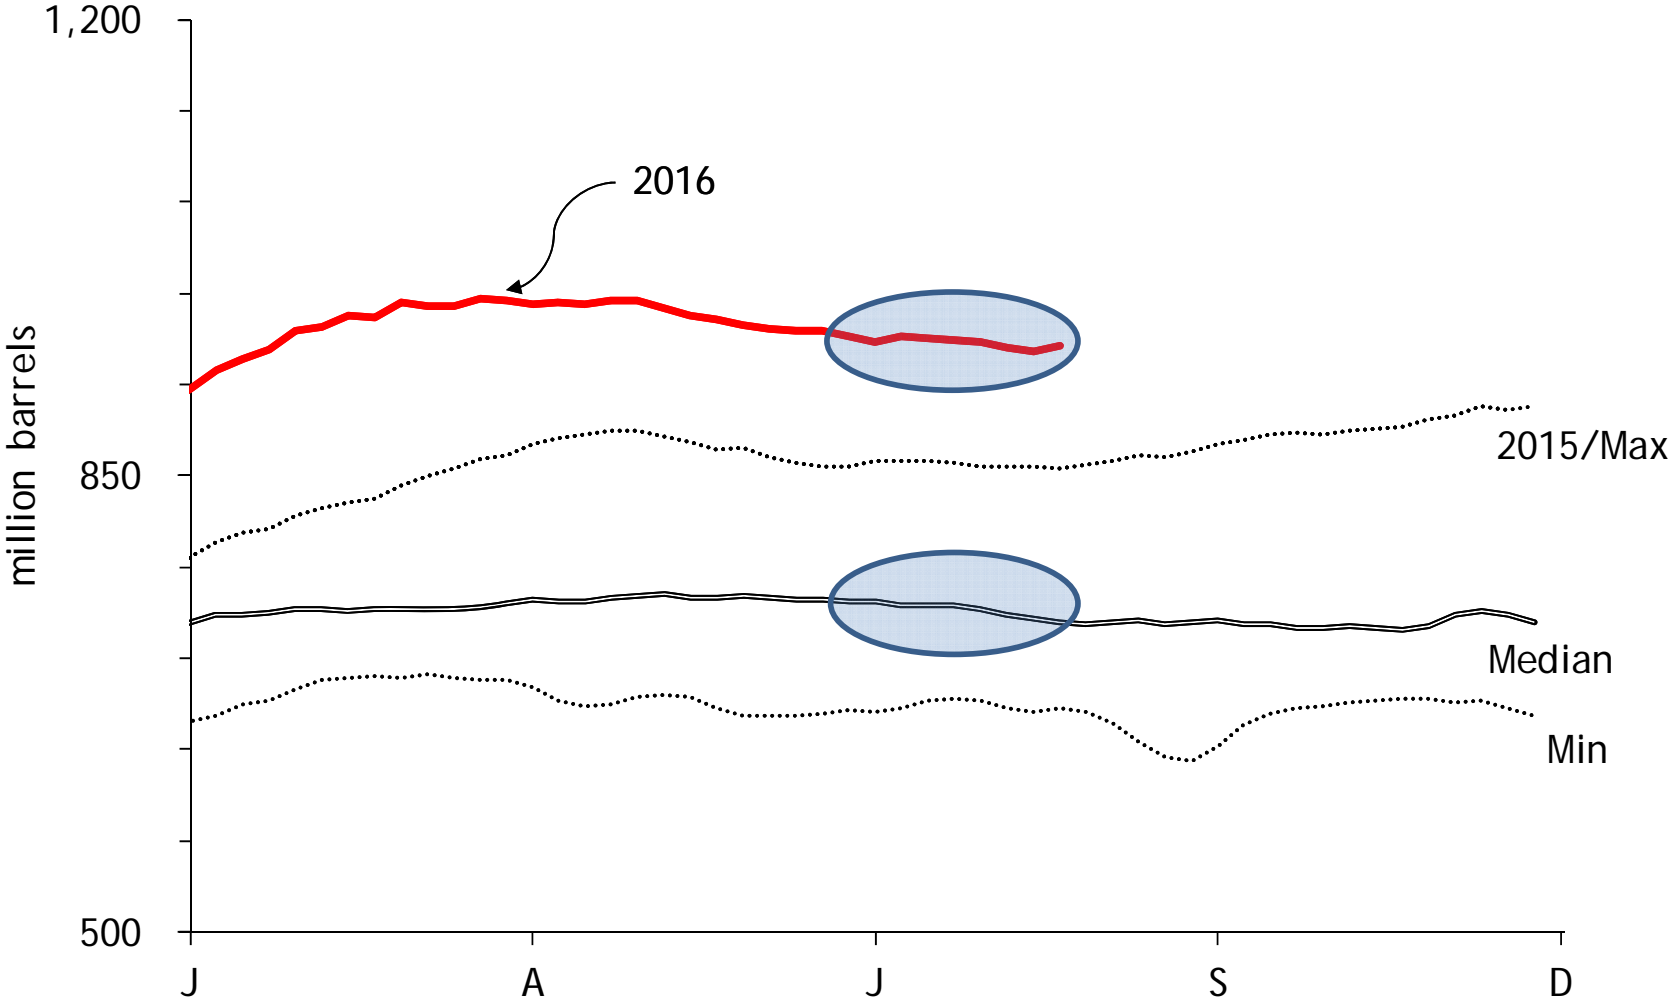 1,200
2016
million barrels
2015/Max
850
Median
Min
500
J A J S D